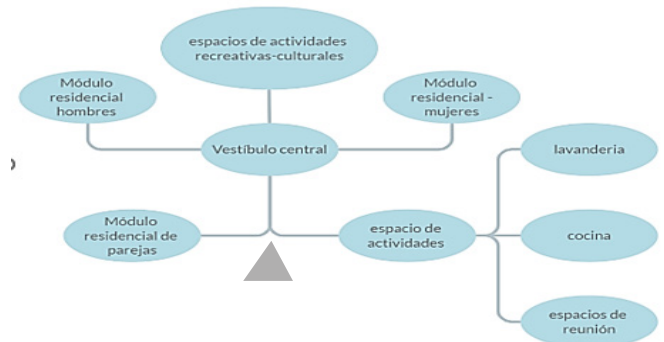 espacios de actividades
recreativas-culturales
Módulo
residencial
hombres
Módulo
residencial -
mujeres
Vestíbulo central
lavanderia
Módulo
residencial de
parejas
espacio de
actividades
cocina
espacios de
reunión